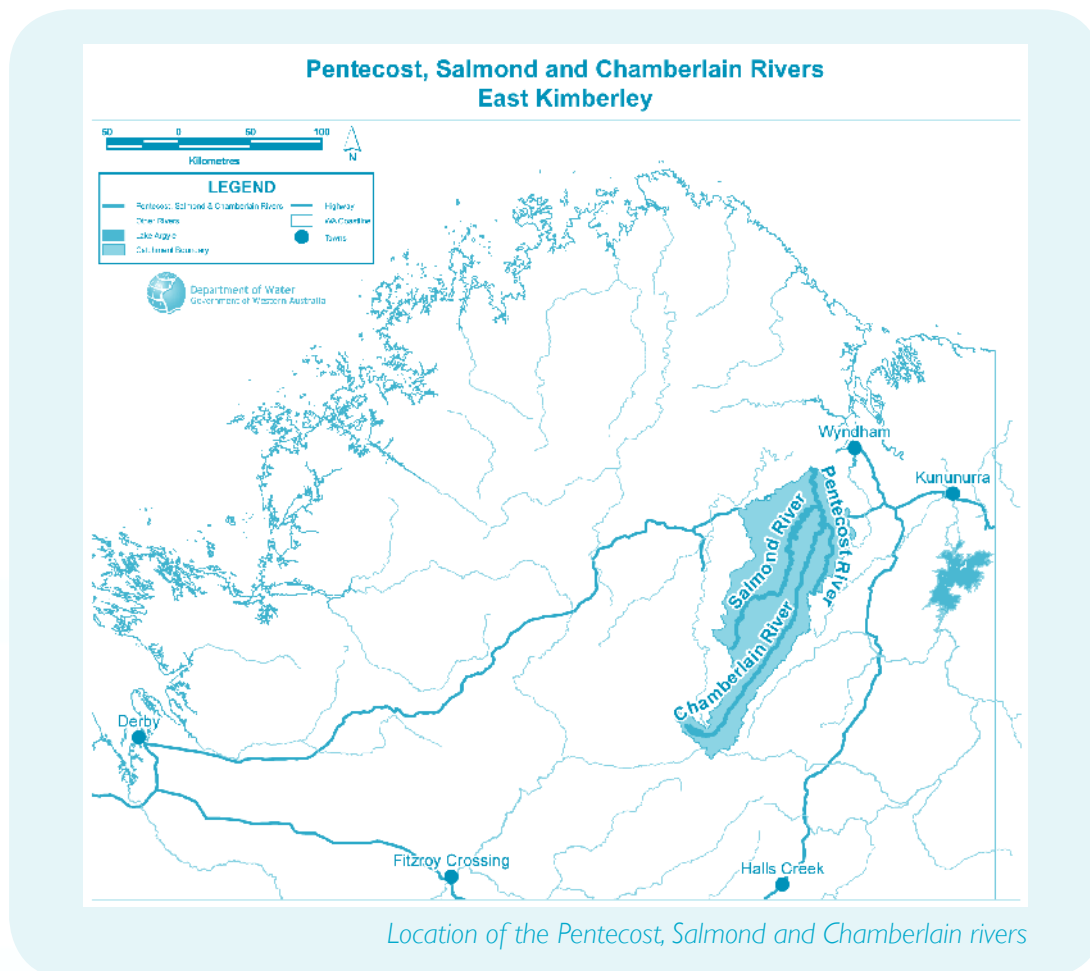 Pentecost, Salmond and Chamberlain Rivers
East Kimberley
50 0 50 100
Kilometres
N
LEGEND
Pentecost, Salmond & Chamberlain Rivers
Highway
Other Rivers
WA Coastline
Lake Argyle
Towns
Catchment Boundary
Department of Water
Government of Western Australia
Wyndham
Kununurra
Pentecost River
Salmond River
Chamberlain River
Derby
Fitzroy Crossing
Halls Creek
Location of the Pentecost, Salmond and Chamberlain rivers